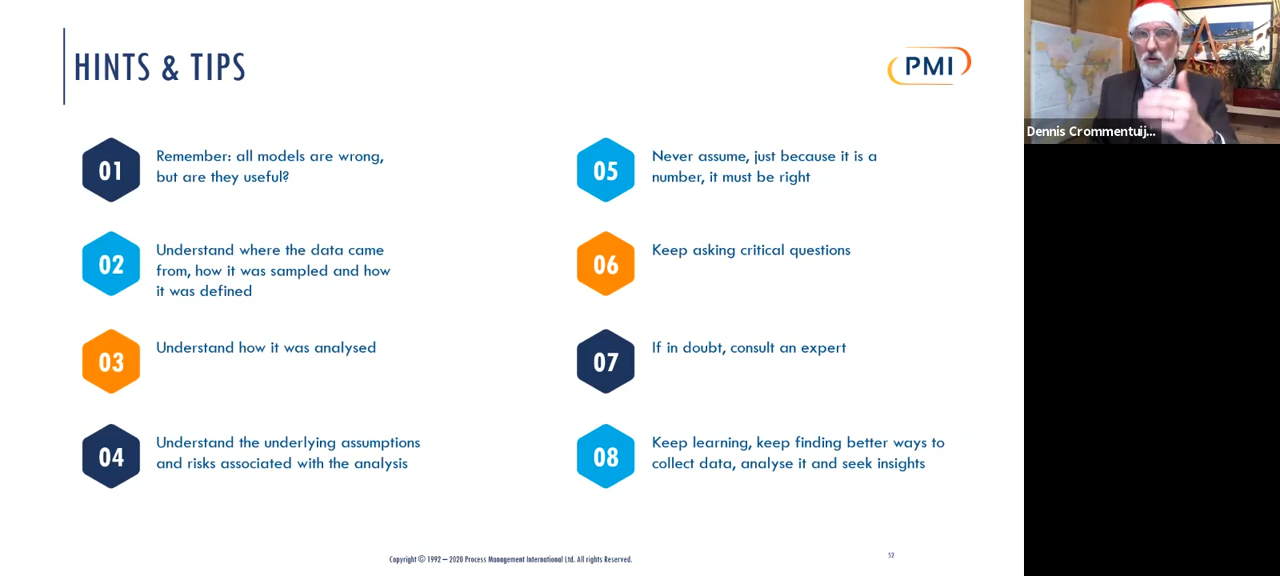 HINTS & TIPS
PMI
01
Remember: all models are wrong,
but are they useful?
02
Understand where the data came
from, how it was sampled and how
it was defined
03
Understand how it was analysed
04
Understand the underlying assumptions
and risks associated with the analysis
05
Never assume, just because it is a
number, it must be right
06
Keep asking critical questions
07
If in doubt, consult an expert
08
Keep learning, keep finding better ways to
collect data, analyse it and seek insights
Copyright © 1992 – 2020 Process Management International Ltd. All rights Reserved.
52
Dennis Crommentuij...